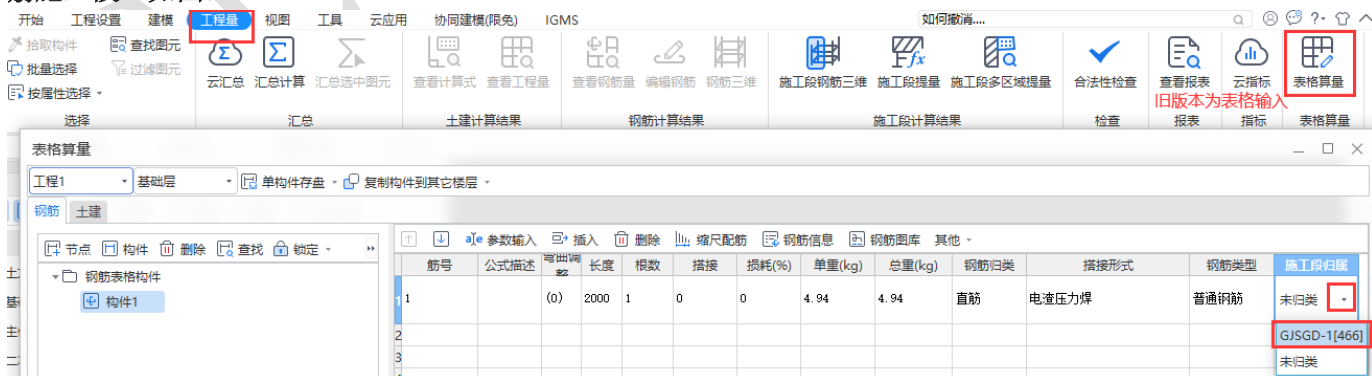 开始 工程设置 建模 工程量 视图 工具 云应用 协同建模(限免) IGMS 如何撤消....
拾取构件 查找图元
批量选择 过滤图元
按属性选择
云汇总 汇总计算 汇总选中图元 查看计算式 查看工程量 查看钢筋量 编辑钢筋 钢筋三维 施工段钢筋三维 施工段提量 施工段多区域提量 合法性检查 查看报表 云指标 表格算量
旧版本为表格输入
选择 汇总 土建计算结果 钢筋计算结果 施工段计算结果 检查 报表 指标 表格算量
表格算量
工程1 基础层 单构件存盘 复制构件到其它楼层
钢筋 土建
节点 构件 删除 查找 锁定
参数输入 插入 删除 缩尺配筋 钢筋信息 钢筋图库 其他
筋号 公式描述 弯曲调整 长度 根数 搭接 损耗(%) 单重(kg) 总重(kg) 钢筋归类 搭接形式 钢筋类型 施工段归属
钢筋表格构件
构件1
1 1 (0) 2000 1 0 0 4.94 4.94 直筋 电渣压力焊 普通钢筋 未归类
2 GJSGD-1[466]
3 未归类